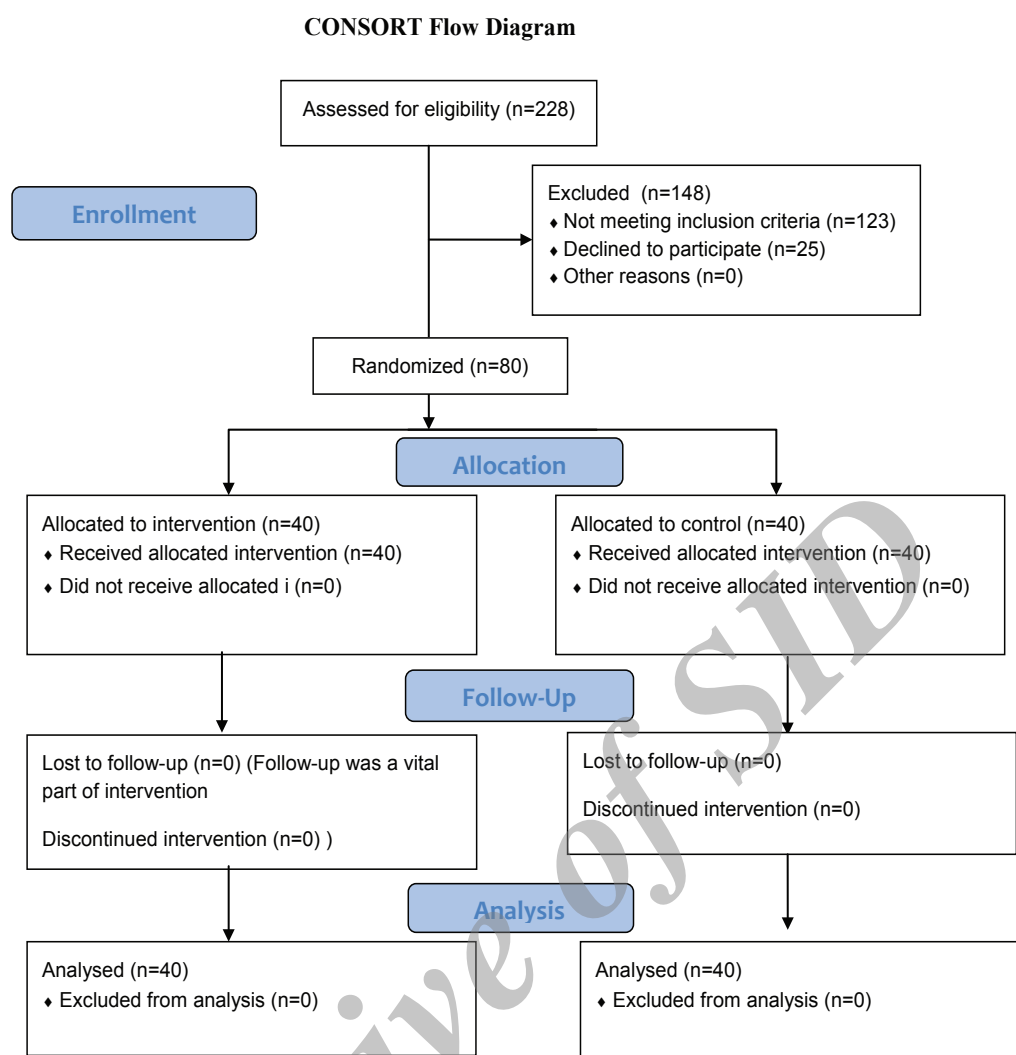 CONSORT Flow Diagram
Assessed for eligibility (n=228)
Enrollment
Excluded (n=148)
♦ Not meeting inclusion criteria (n=123)
♦ Declined to participate (n=25)
♦ Other reasons (n=0)
Randomized (n=80)
Allocation
Allocated to intervention (n=40)
♦ Received allocated intervention (n=40)
♦ Did not receive allocated i (n=0)
Allocated to control (n=40)
♦ Received allocated intervention (n=40)
♦ Did not receive allocated intervention (n=0)
Follow-Up
Lost to follow-up (n=0) (Follow-up was a vital
part of intervention
Discontinued intervention (n=0) )
Lost to follow-up (n=0)
Discontinued intervention (n=0)
Analysis
Analysed (n=40)
♦ Excluded from analysis (n=0)
Analysed (n=40)
♦ Excluded from analysis (n=0)
ive of SID